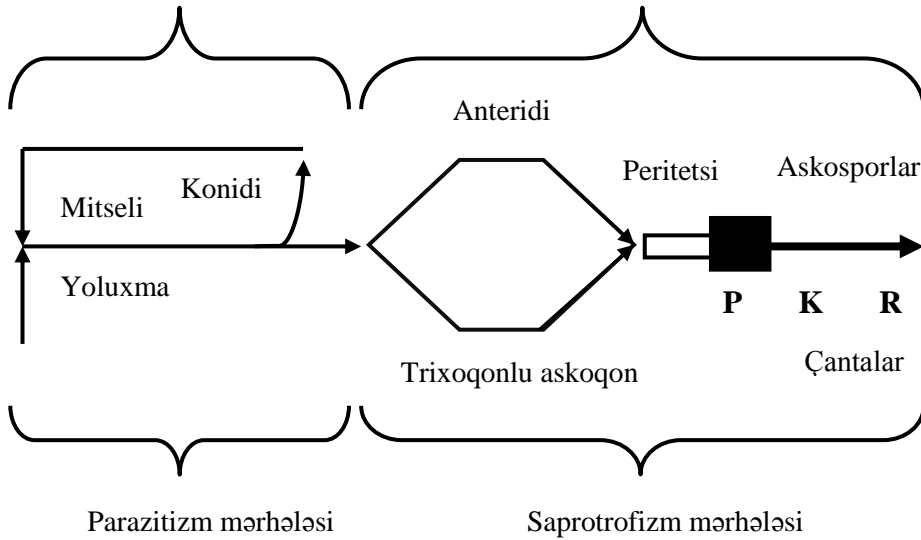 Anteridi
Peritetsi
Askosporlar
Konidi
Mitseli
Yoluxma
P K R
Trixoqonlu askoqon
Çantalar
Parazitizm mərhələsi
Saprotrofizm mərhələsi